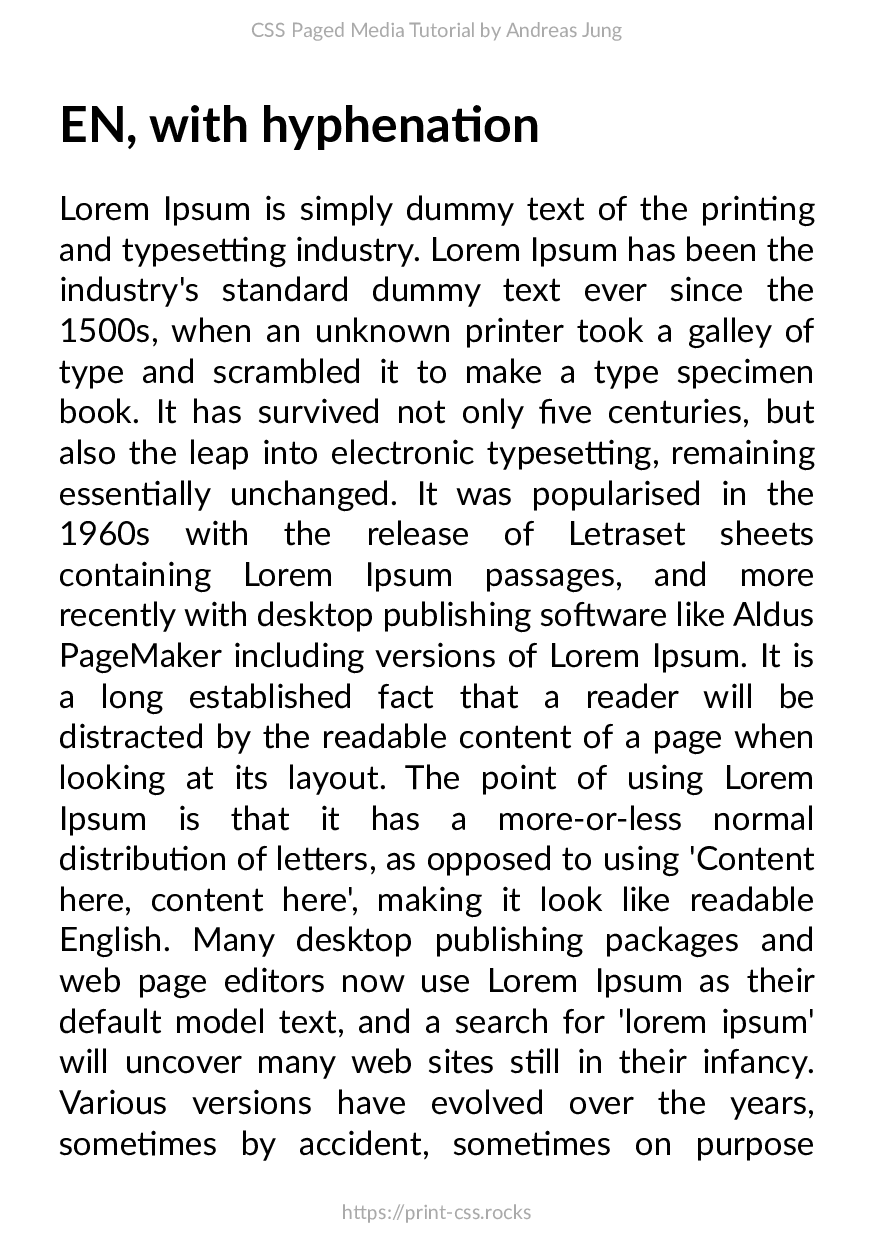 CSS Paged Media Tutorial by Andreas Jung
EN, with hyphenation
Lorem Ipsum is simply dummy text of the printing
and typesetting industry. Lorem Ipsum has been the
industry's standard dummy text ever since the
1500s, when an unknown printer took a galley of
type and scrambled it to make a type specimen
book. It has survived not only five centuries, but
also the leap into electronic typesetting, remaining
essentially unchanged. It was popularised in the
1960s with the release of Letraset sheets
containing Lorem Ipsum passages, and more
recently with desktop publishing software like Aldus
PageMaker including versions of Lorem Ipsum. It is
a long established fact that a reader will be
distracted by the readable content of a page when
looking at its layout. The point of using Lorem
Ipsum is that it has a more-or-less normal
distribution of letters, as opposed to using 'Content
here, content here', making it look like readable
English. Many desktop publishing packages and
web page editors now use Lorem Ipsum as their
default model text, and a search for 'lorem ipsum'
will uncover many web sites still in their infancy.
Various versions have evolved over the years,
sometimes by accident, sometimes on purpose
https://print-css.rocks